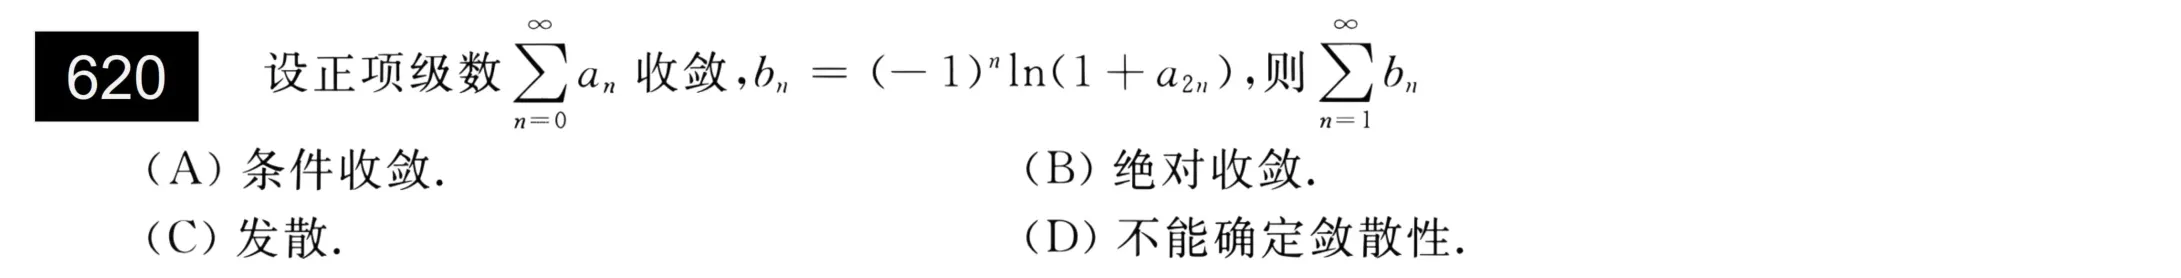 620 设正项级数 $\sum_{n=0}^{\infty} a_n$ 收敛,$b_n = (-1)^n \ln(1 + a_{2n})$,则 $\sum_{n=1}^{\infty} b_n$
(A) 条件收敛. (B) 绝对收敛.
(C) 发散. (D) 不能确定敛散性.